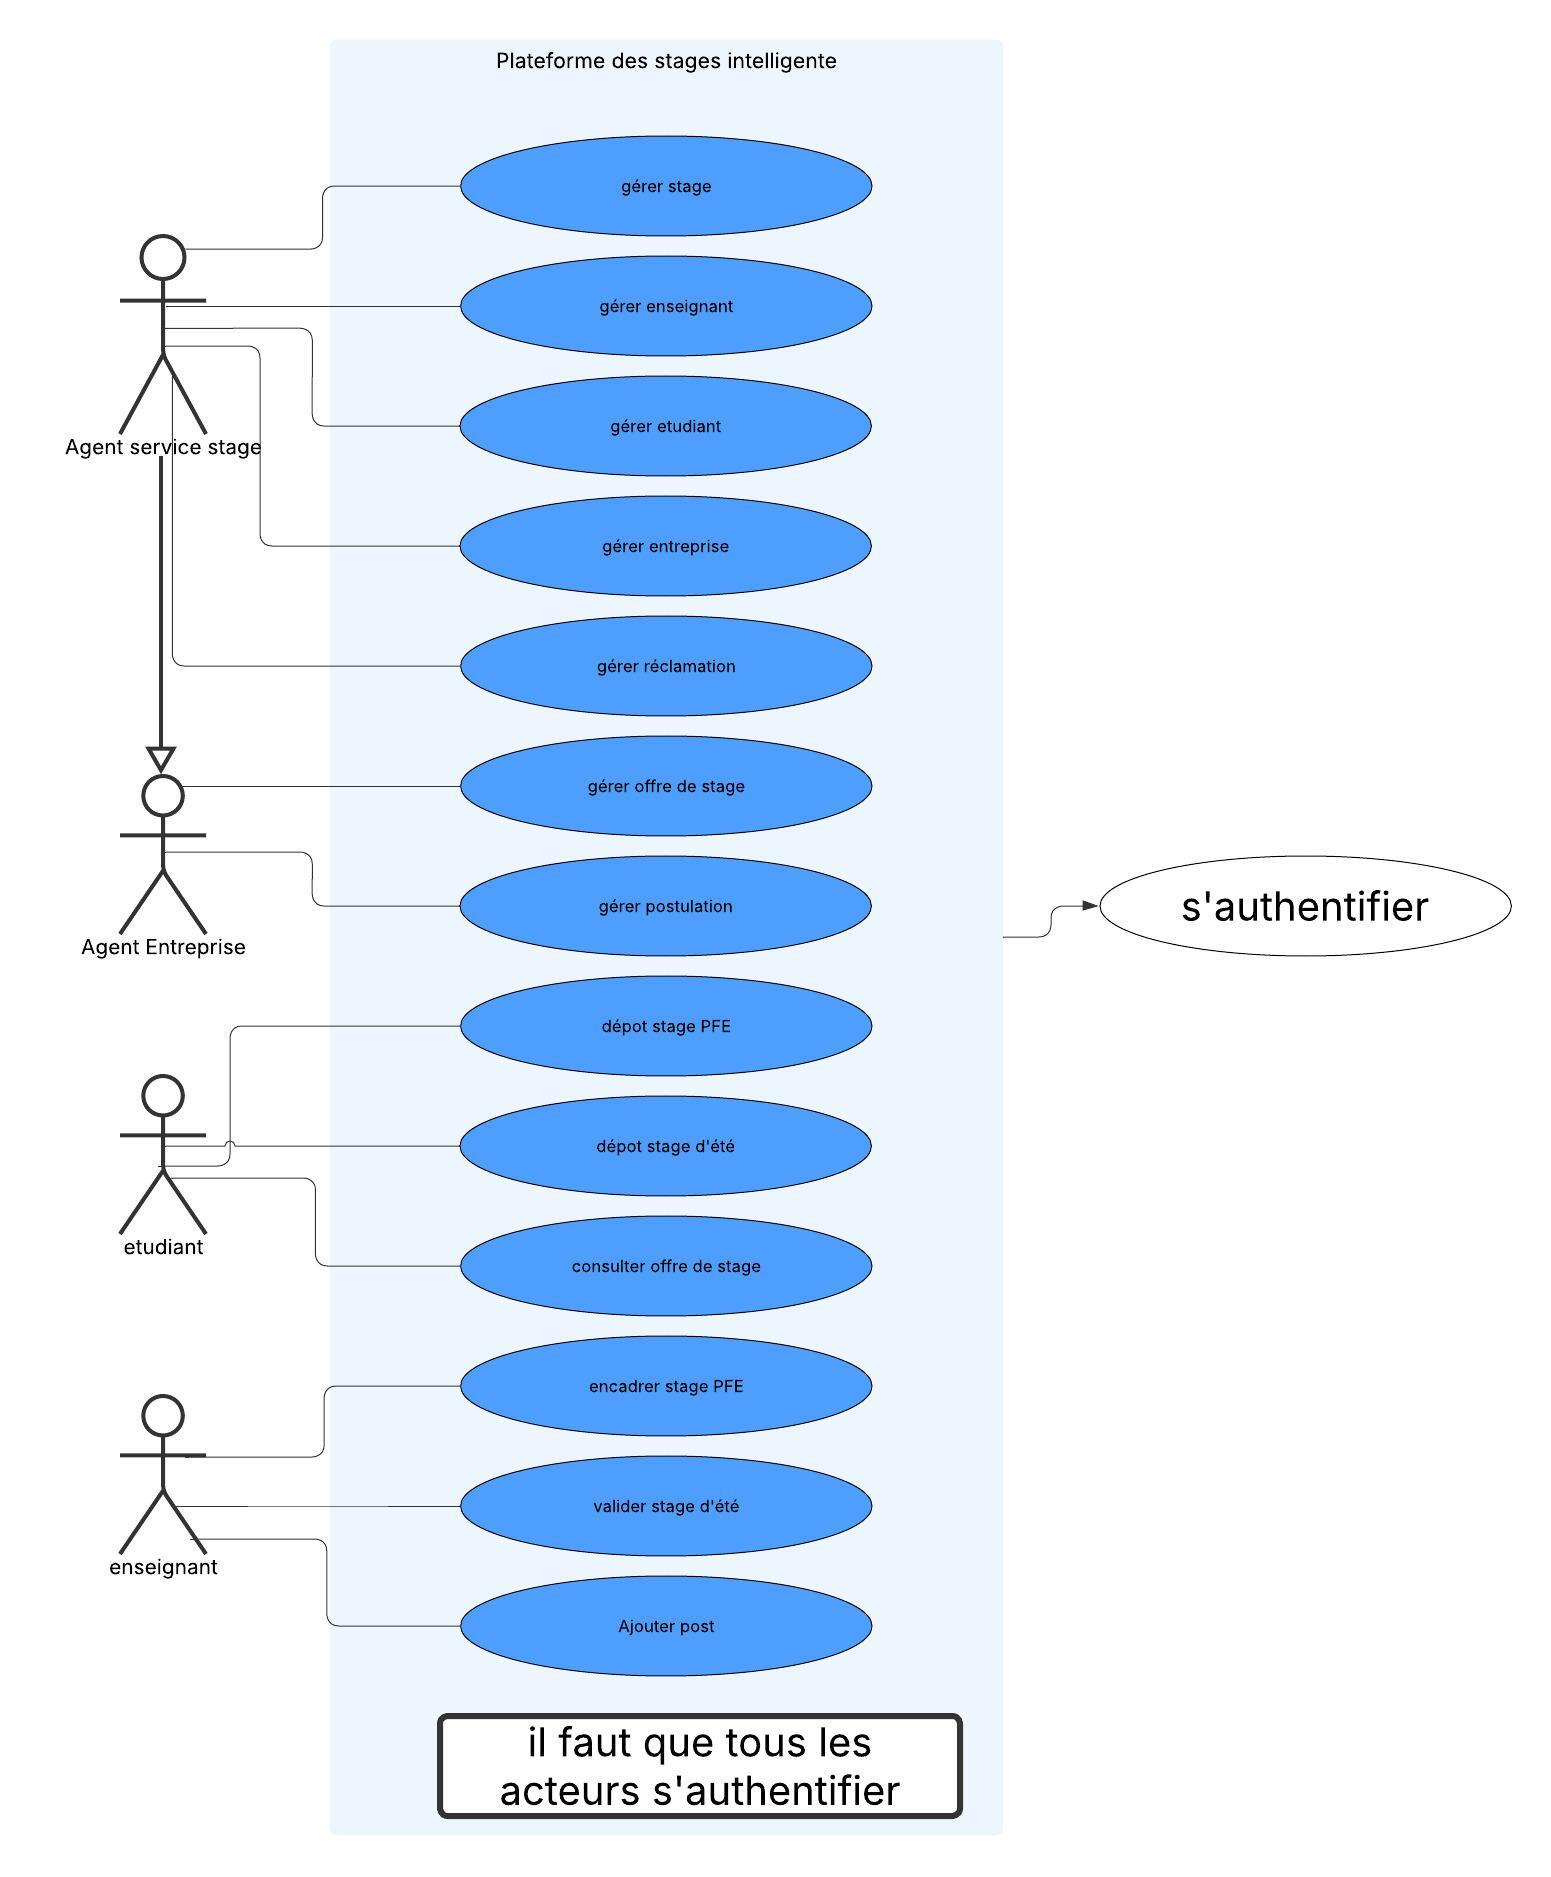 Plateforme des stages intelligente
gérer stage
gérer enseignant
gérer etudiant
Agent service stage
gérer entreprise
gérer réclamation
gérer offre de stage
gérer postulation
s'authentifier
Agent Entreprise
dépot stage PFE
dépot stage d'été
etudiant
consulter offre de stage
encadrer stage PFE
valider stage d'été
enseignant
Ajouter post
il faut que tous les
acteurs s'authentifier